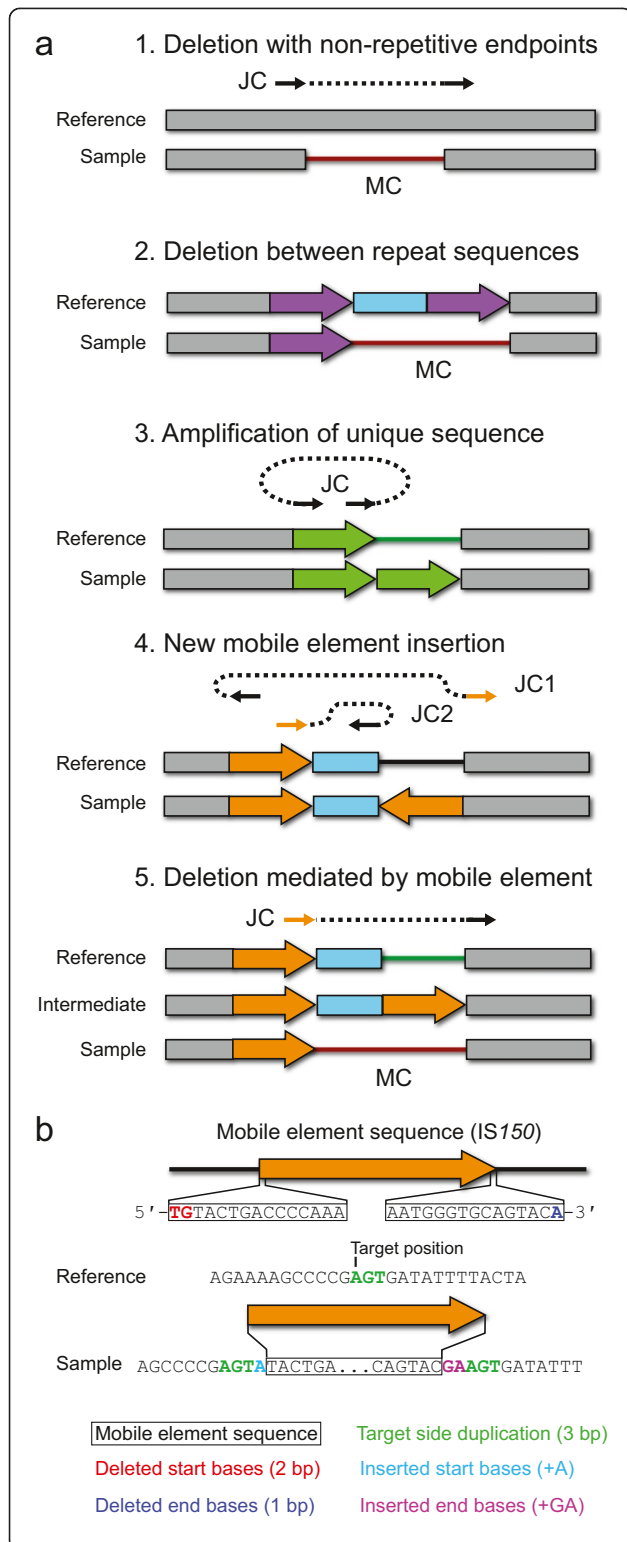 a
1. Deletion with non-repetitive endpoints
JC
Reference
Sample
MC
2. Deletion between repeat sequences
Reference
Sample
MC
3. Amplification of unique sequence
JC
Reference
Sample
4. New mobile element insertion
JC1
JC2
Reference
Sample
5. Deletion mediated by mobile element
JC
Reference
Intermediate
Sample
MC
b
Mobile element sequence (IS150)
5'-TGTACTGACCCCAAA AATGGGTGCAGTACA-3'
Target position
Reference AGAAAAGCCCCGAGTGATATTTTACTA
Sample AGCCCCGAGTATACTGA...CAGTACGAAGTGATATTT
Mobile element sequence Target side duplication (3 bp)
Deleted start bases (2 bp) Inserted start bases (+A)
Deleted end bases (1 bp) Inserted end bases (+GA)